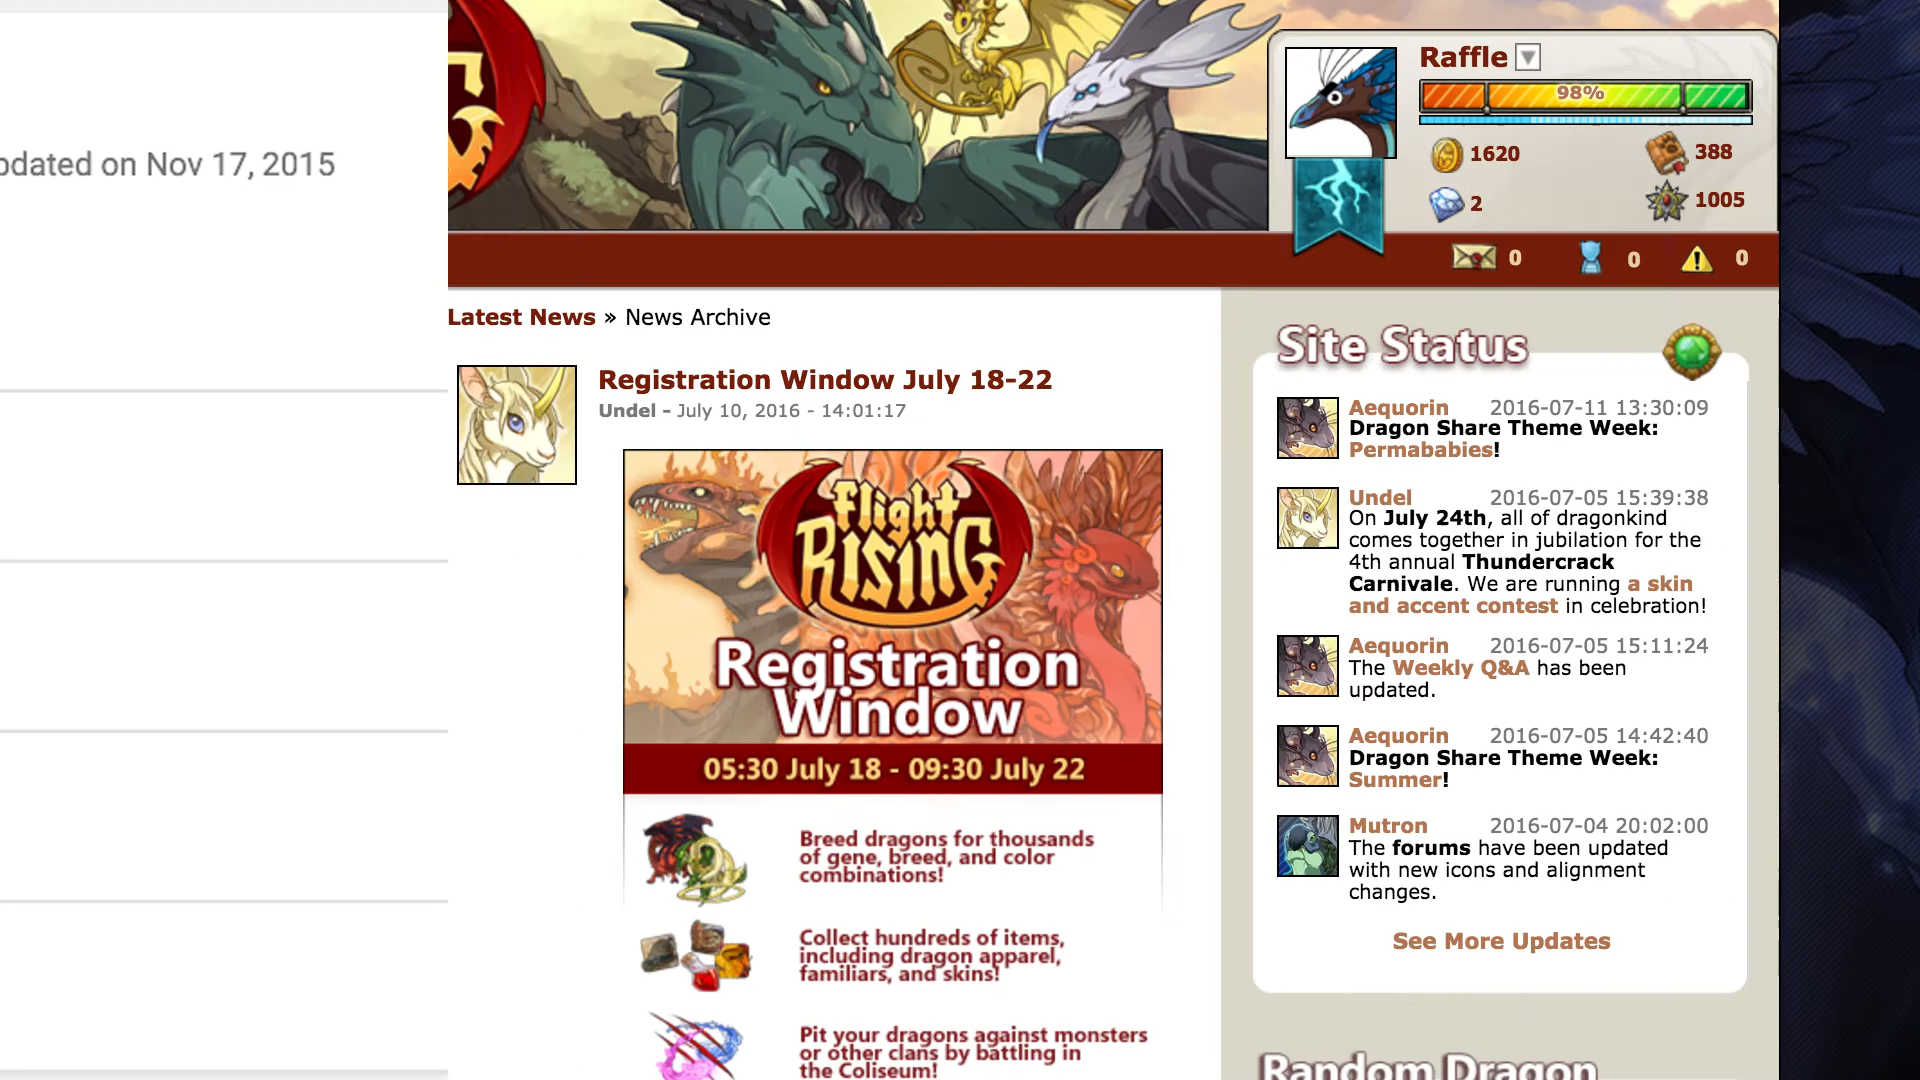 pdated on Nov 17, 2015
Raffle
98%
1620
388
2
1005
0
0
0
Latest News » News Archive
Registration Window July 18-22
Undel - July 10, 2016 - 14:01:17
Flight
RISING
Registration
Window
05:30 July 18 - 09:30 July 22
Breed dragons for thousands
of gene, breed, and color
combinations!
Collect hundreds of items,
including dragon apparel,
familiars, and skins!
Pit your dragons against monsters
or other clans by battling in
the Coliseum!
Site Status
Aequorin 2016-07-11 13:30:09
Dragon Share Theme Week:
Permababies!
Undel 2016-07-05 15:39:38
On July 24th, all of dragonkind
comes together in jubilation for the
4th annual Thundercrack
Carnivale. We are running a skin
and accent contest in celebration!
Aequorin 2016-07-05 15:11:24
The Weekly Q&A has been
updated.
Aequorin 2016-07-05 14:42:40
Dragon Share Theme Week:
Summer!
Mutron 2016-07-04 20:02:00
The forums have been updated
with new icons and alignment
changes.
See More Updates
Random Dragon